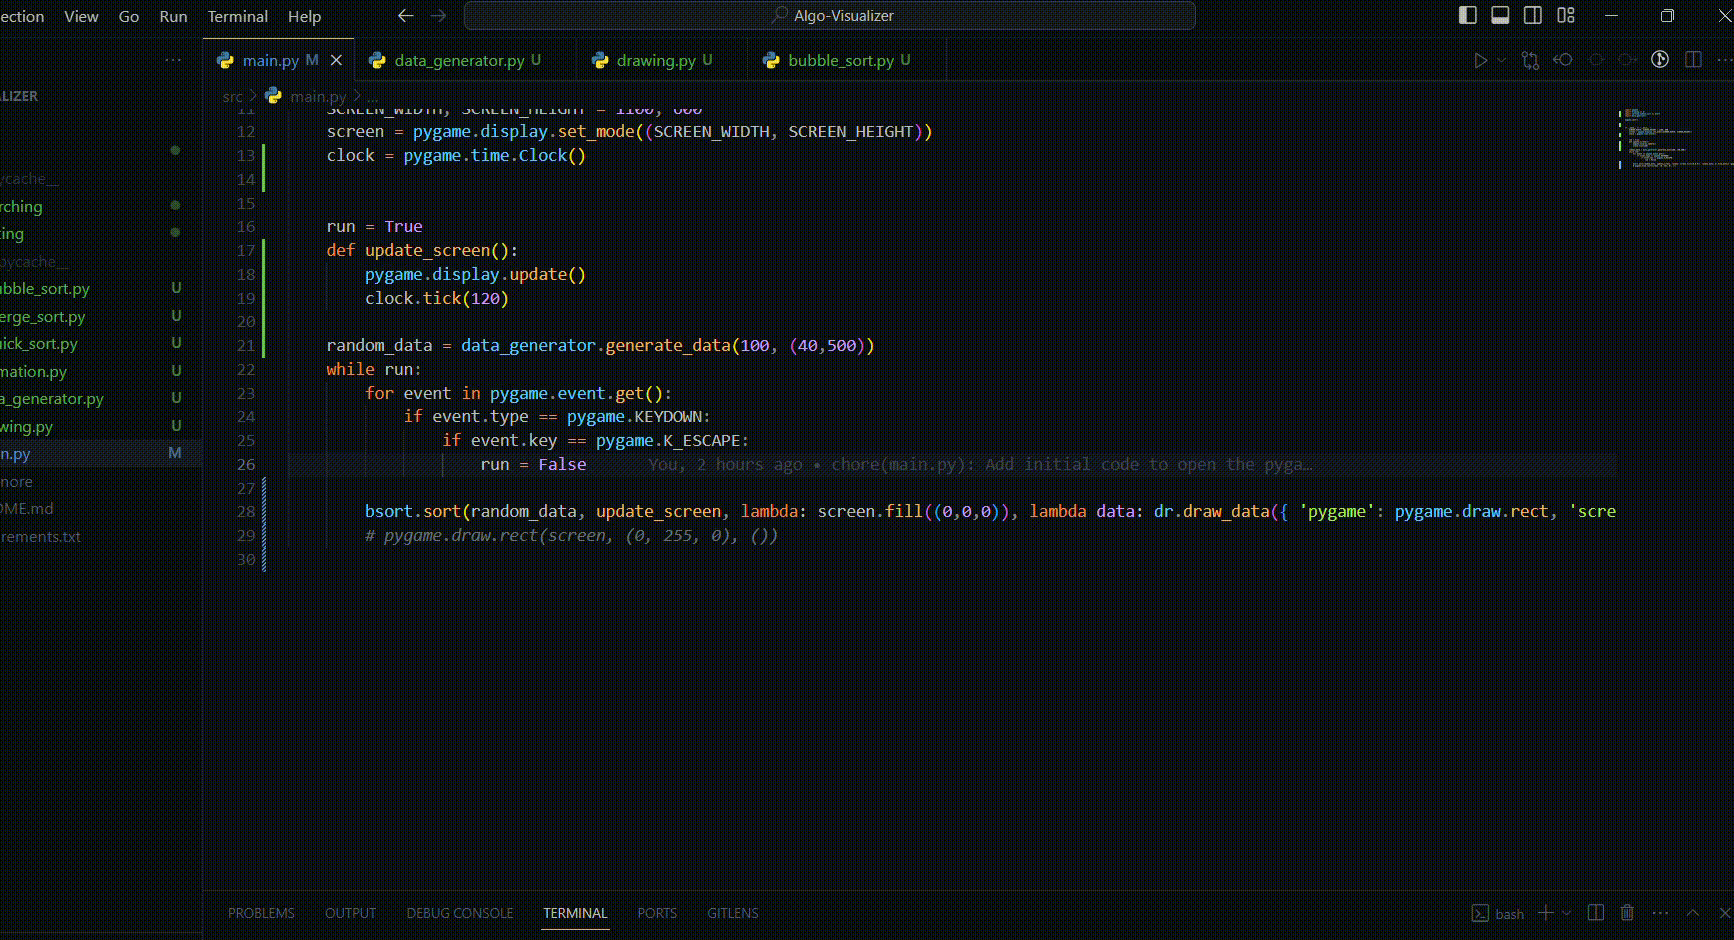 ection View Go Run Terminal Help Algo-Visualizer
main.py M data_generator.py U drawing.py U bubble_sort.py U
LIZER
src > main.py > ...
ycache__
rching
ting
pycache__
ubble_sort.py U
erge_sort.py U
uick_sort.py U
mation.py U
a_generator.py U
wing.py U
n.py M
nore
DME.md
rements.txt
11 SCREEN_WIDTH, SCREEN_HEIGHT = 1100, 600
12 screen = pygame.display.set_mode((SCREEN_WIDTH, SCREEN_HEIGHT))
13 clock = pygame.time.Clock()
14
15
16 run = True
17 def update_screen():
18 pygame.display.update()
19 clock.tick(120)
20
21 random_data = data_generator.generate_data(100, (40,500))
22 while run:
23 for event in pygame.event.get():
24 if event.type == pygame.KEYDOWN:
25 if event.key == pygame.K_ESCAPE:
26 run = False You, 2 hours ago • chore(main.py): Add initial code to open the pyga…
27
28 bsort.sort(random_data, update_screen, lambda: screen.fill((0,0,0)), lambda data: dr.draw_data({ 'pygame': pygame.draw.rect, 'scre
29 # pygame.draw.rect(screen, (0, 255, 0), ())
30
PROBLEMS OUTPUT DEBUG CONSOLE TERMINAL PORTS GITLENS bash